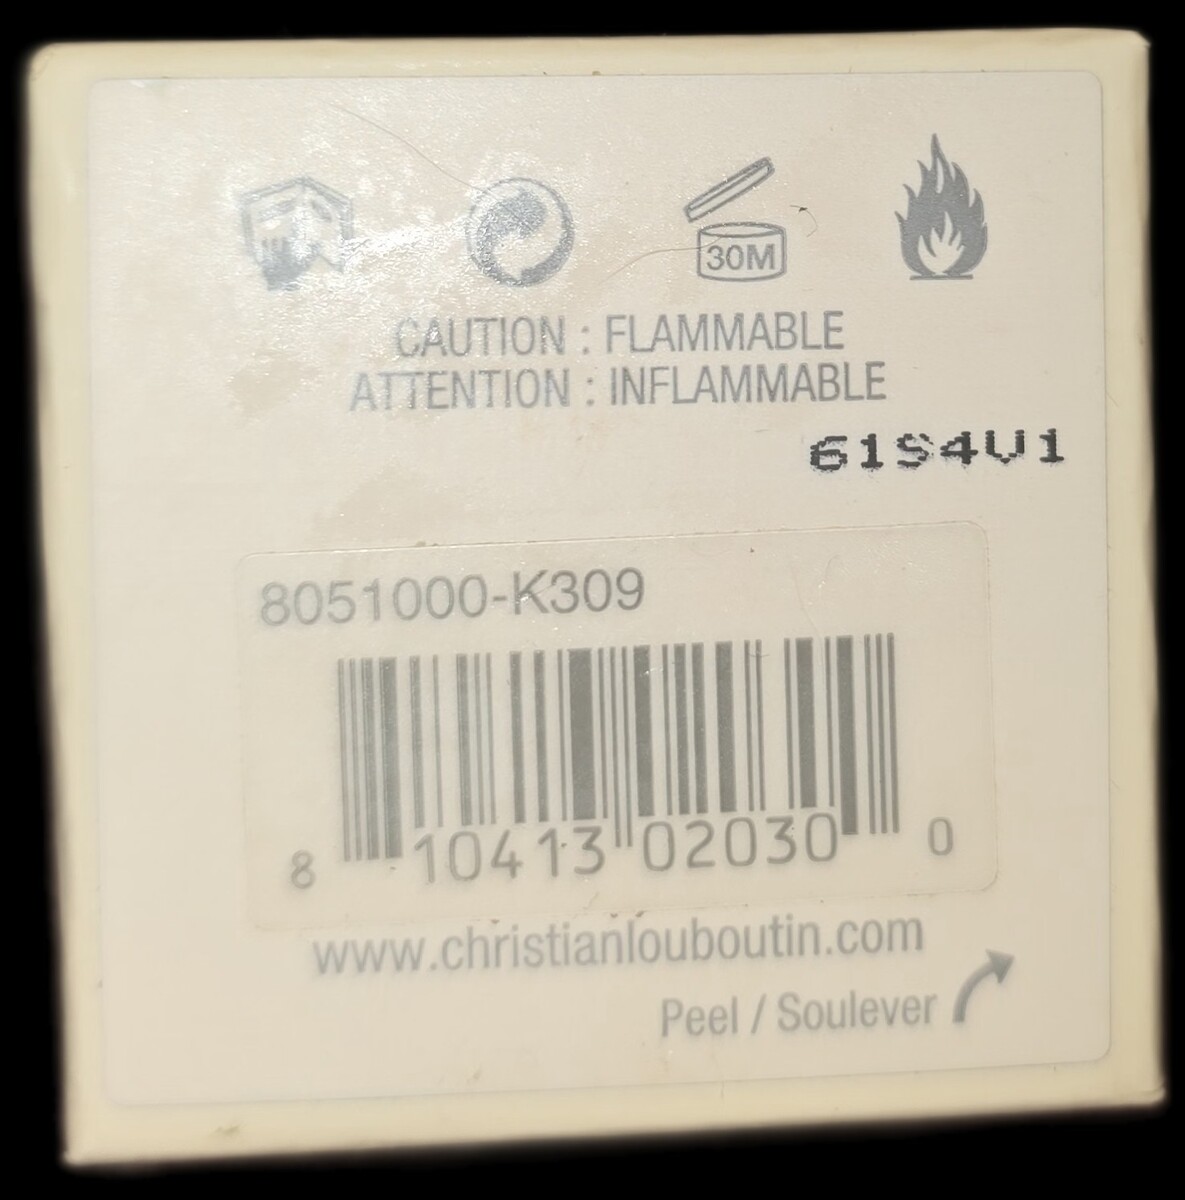 30M
CAUTION : FLAMMABLE
ATTENTION : INFLAMMABLE
61S4V1
8051000-K309
8 10413 02030 0
www.christianlouboutin.com
Peel / Soulever